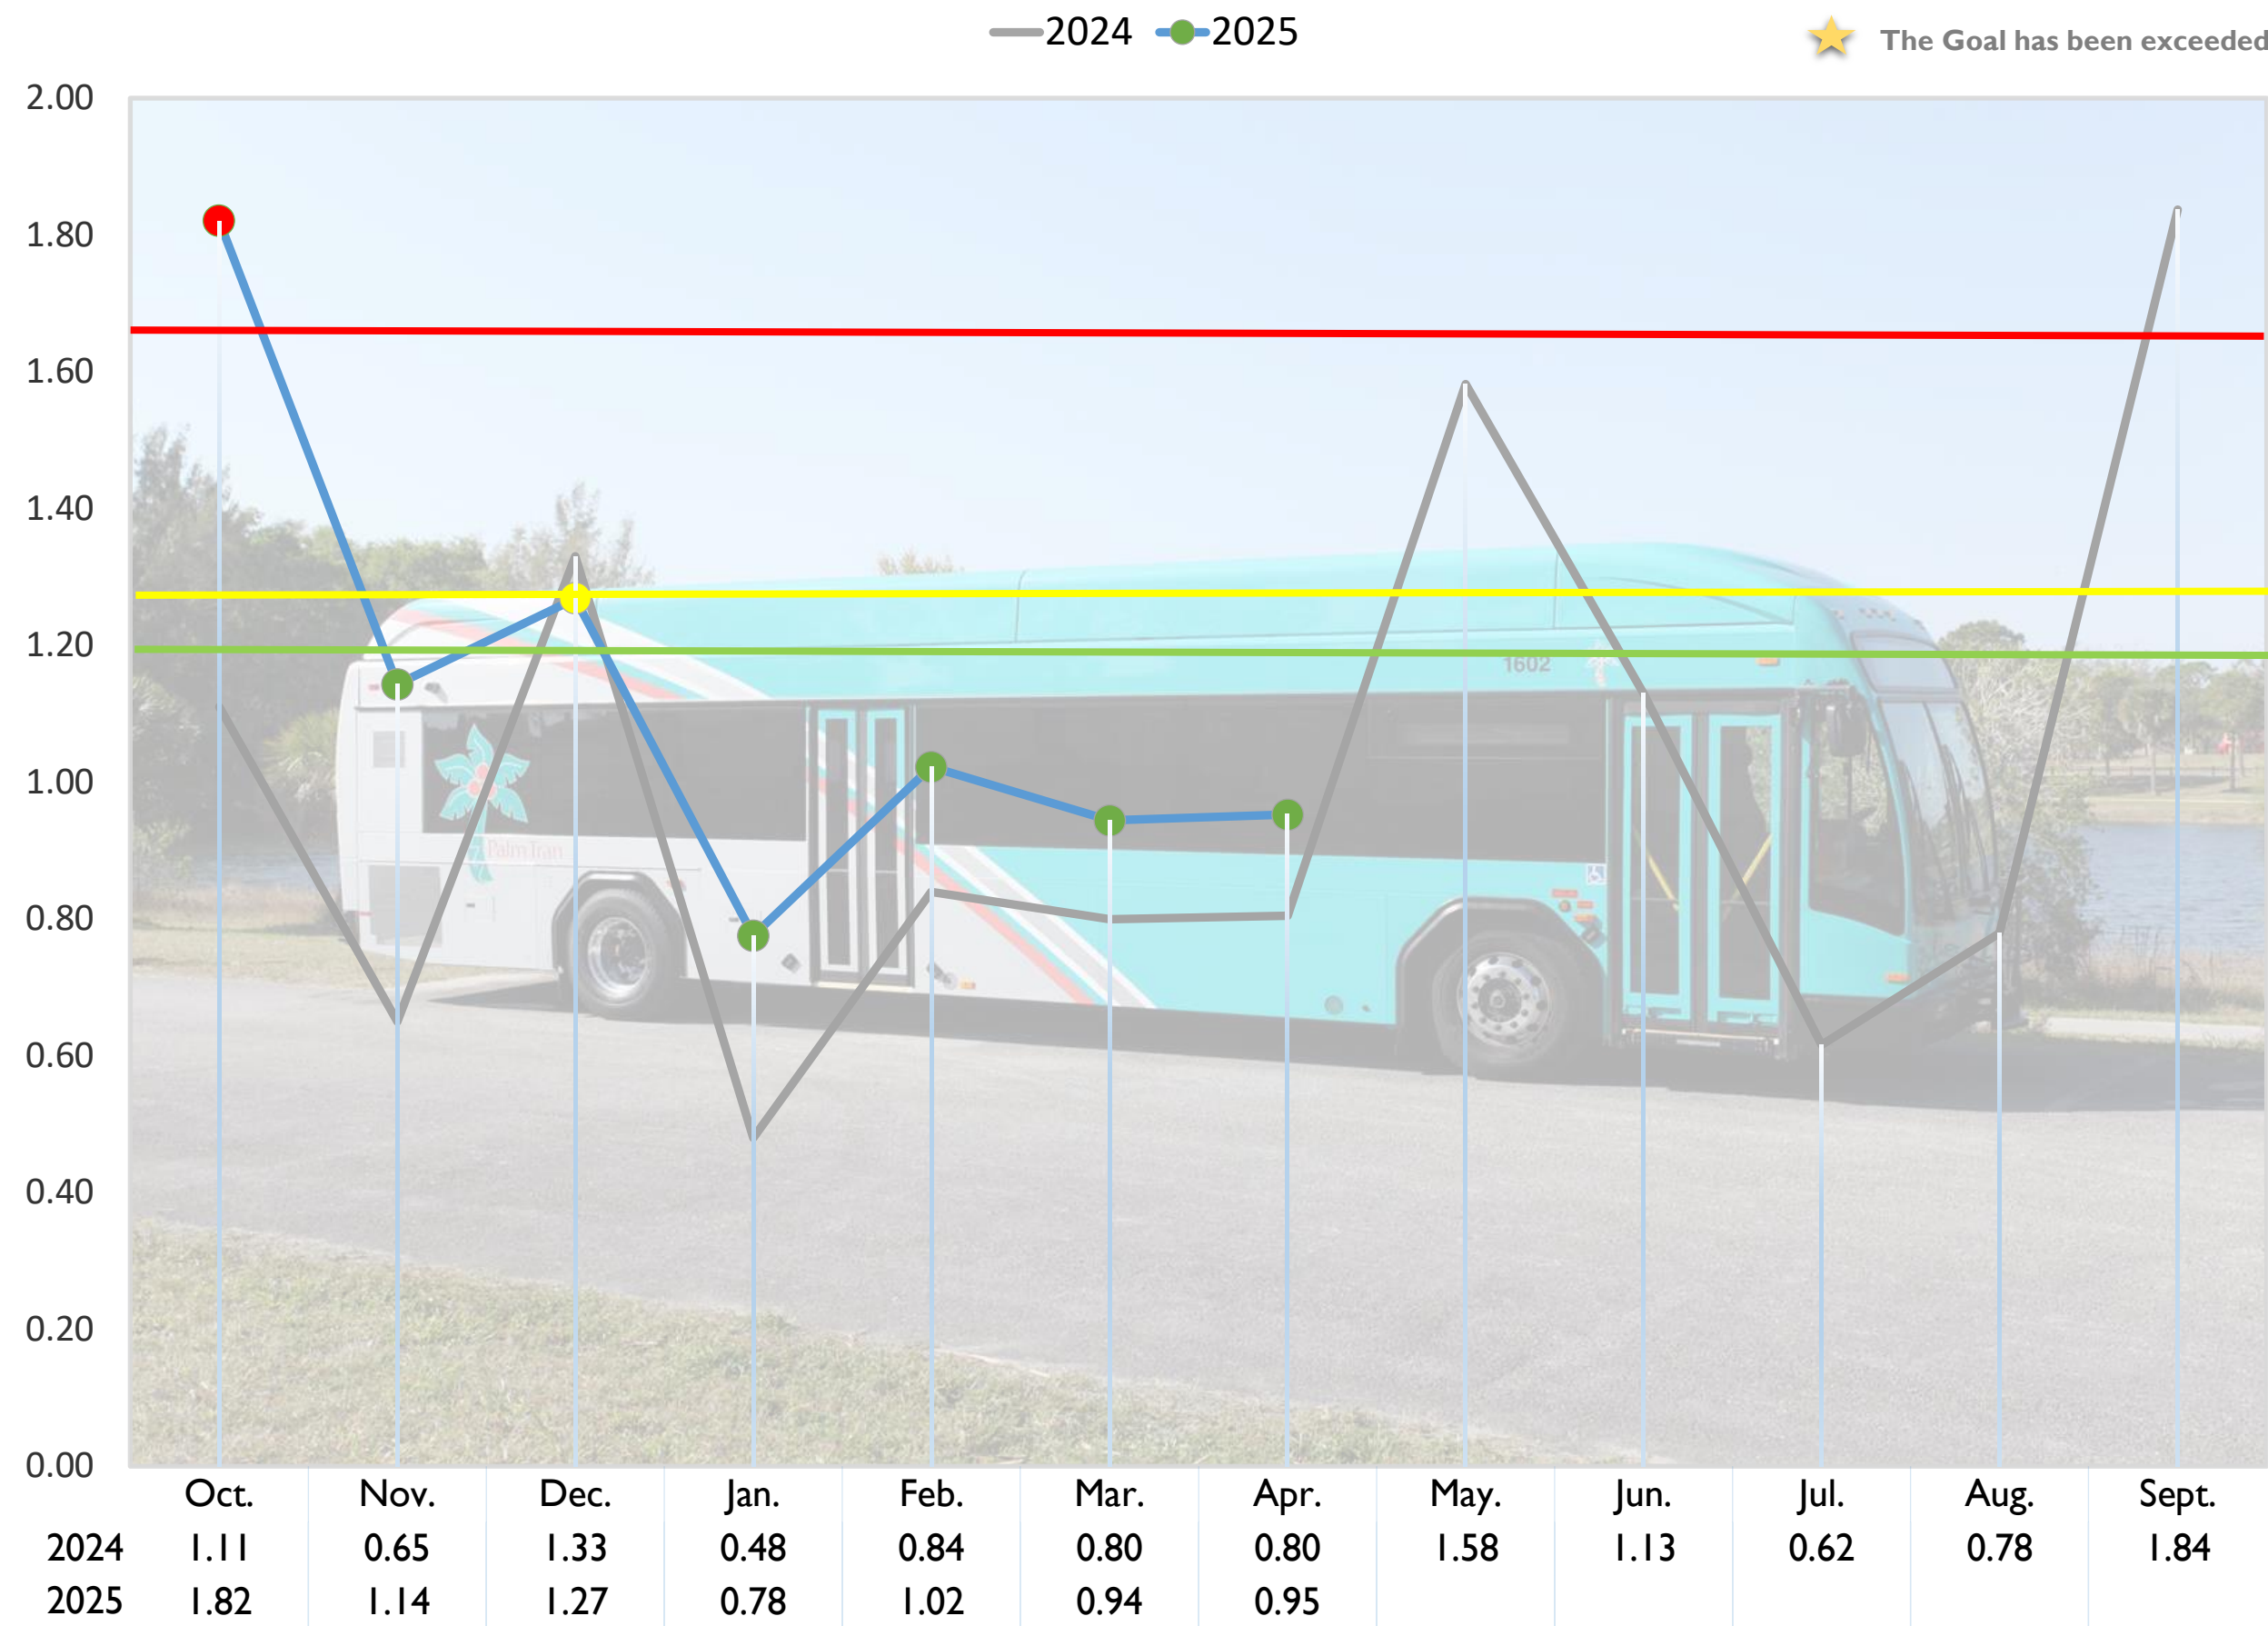 2024 2025
The Goal has been exceeded
2.00
1.80
1.60
1.40
1.20
1.00
0.80
0.60
0.40
0.20
0.00
1602
Palm Tran
Oct. Nov. Dec. Jan. Feb. Mar. Apr. May. Jun. Jul. Aug. Sept.
2024 1.11 0.65 1.33 0.48 0.84 0.80 0.80 1.58 1.13 0.62 0.78 1.84
2025 1.82 1.14 1.27 0.78 1.02 0.94 0.95